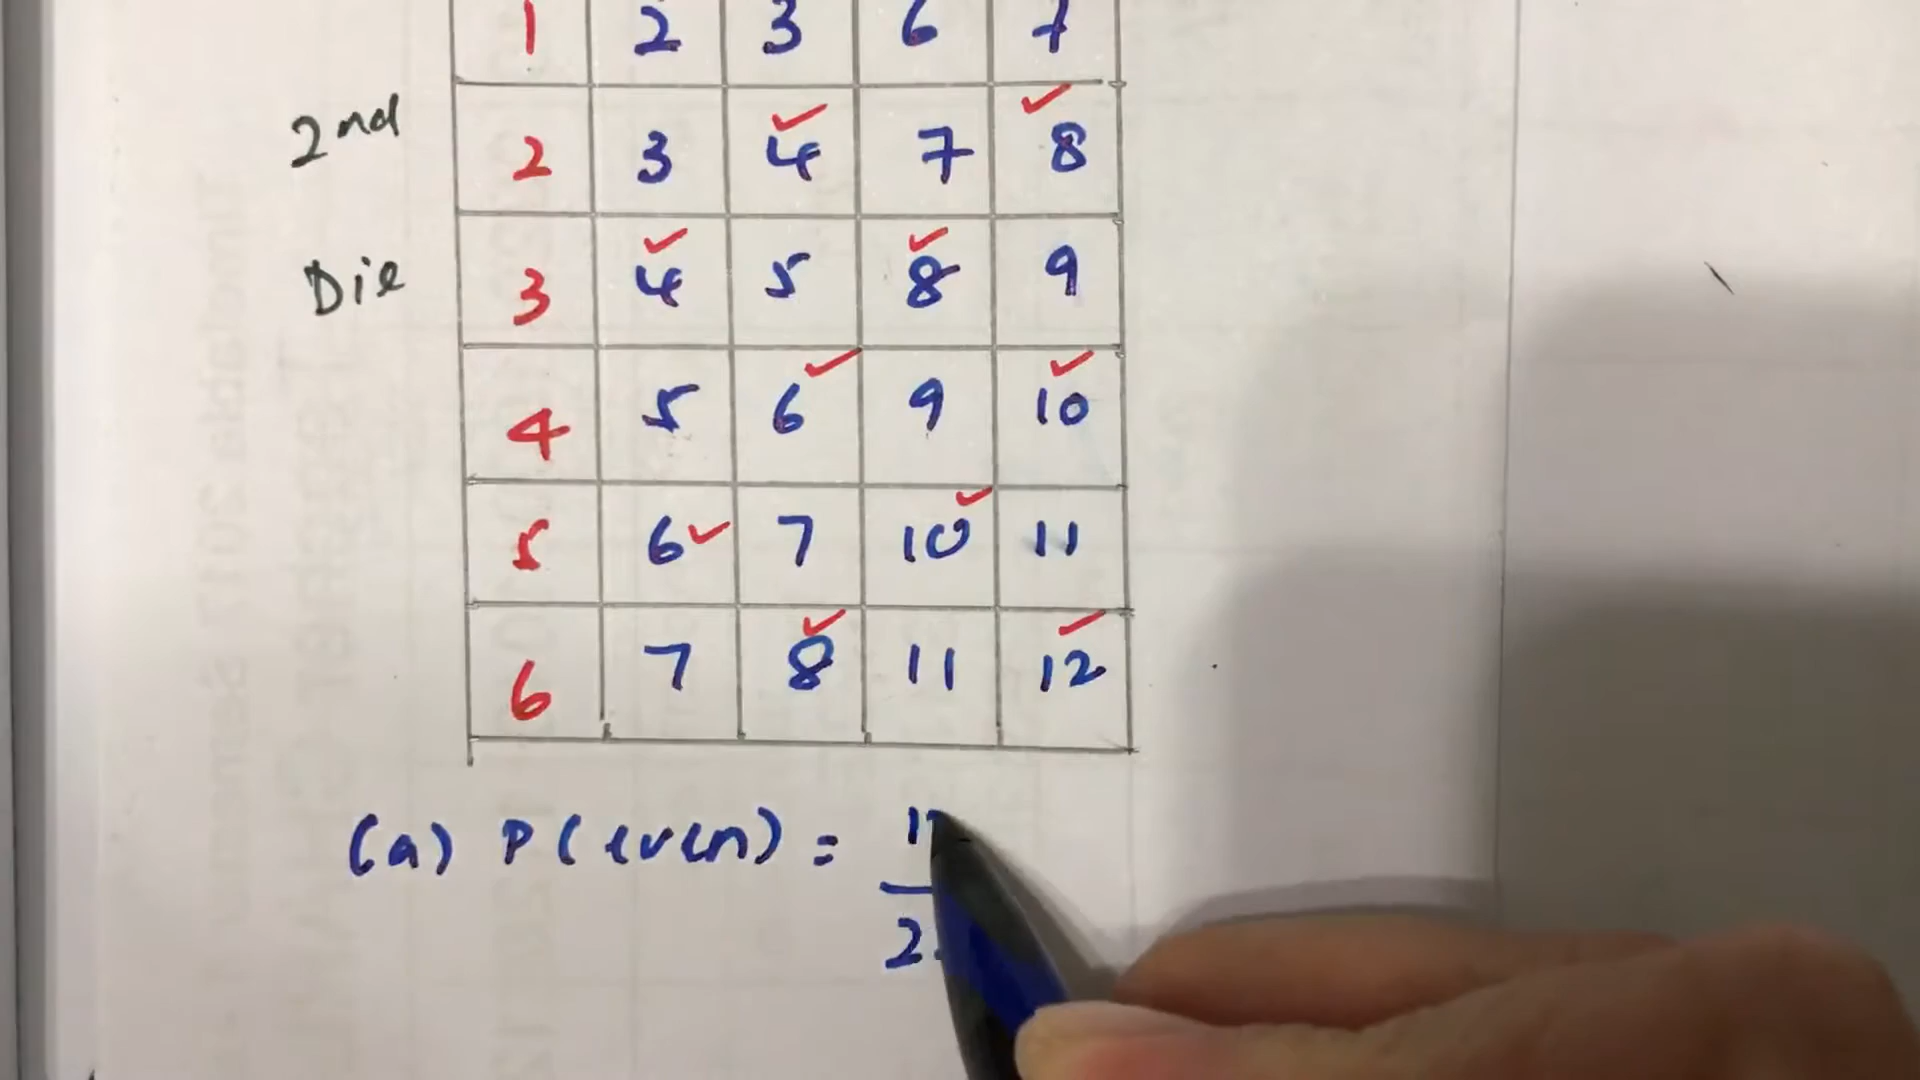 1 2 3 6 7
2nd 2 3 4 7 8
Die 3 4 5 8 9
4 5 6 9 10
5 6 7 10 11
6 7 8 11 12
(a) P(even) =